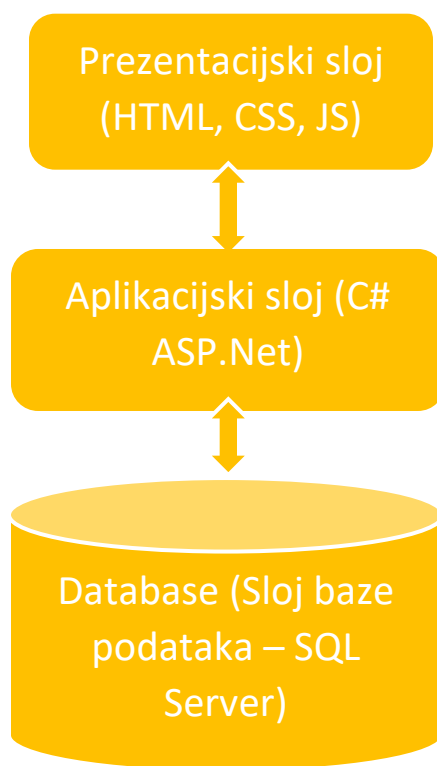 Prezentacijski sloj
(HTML, CSS, JS)
Aplikacijski sloj (C#
ASP.Net)
Database (Sloj baze
podataka – SQL
Server)